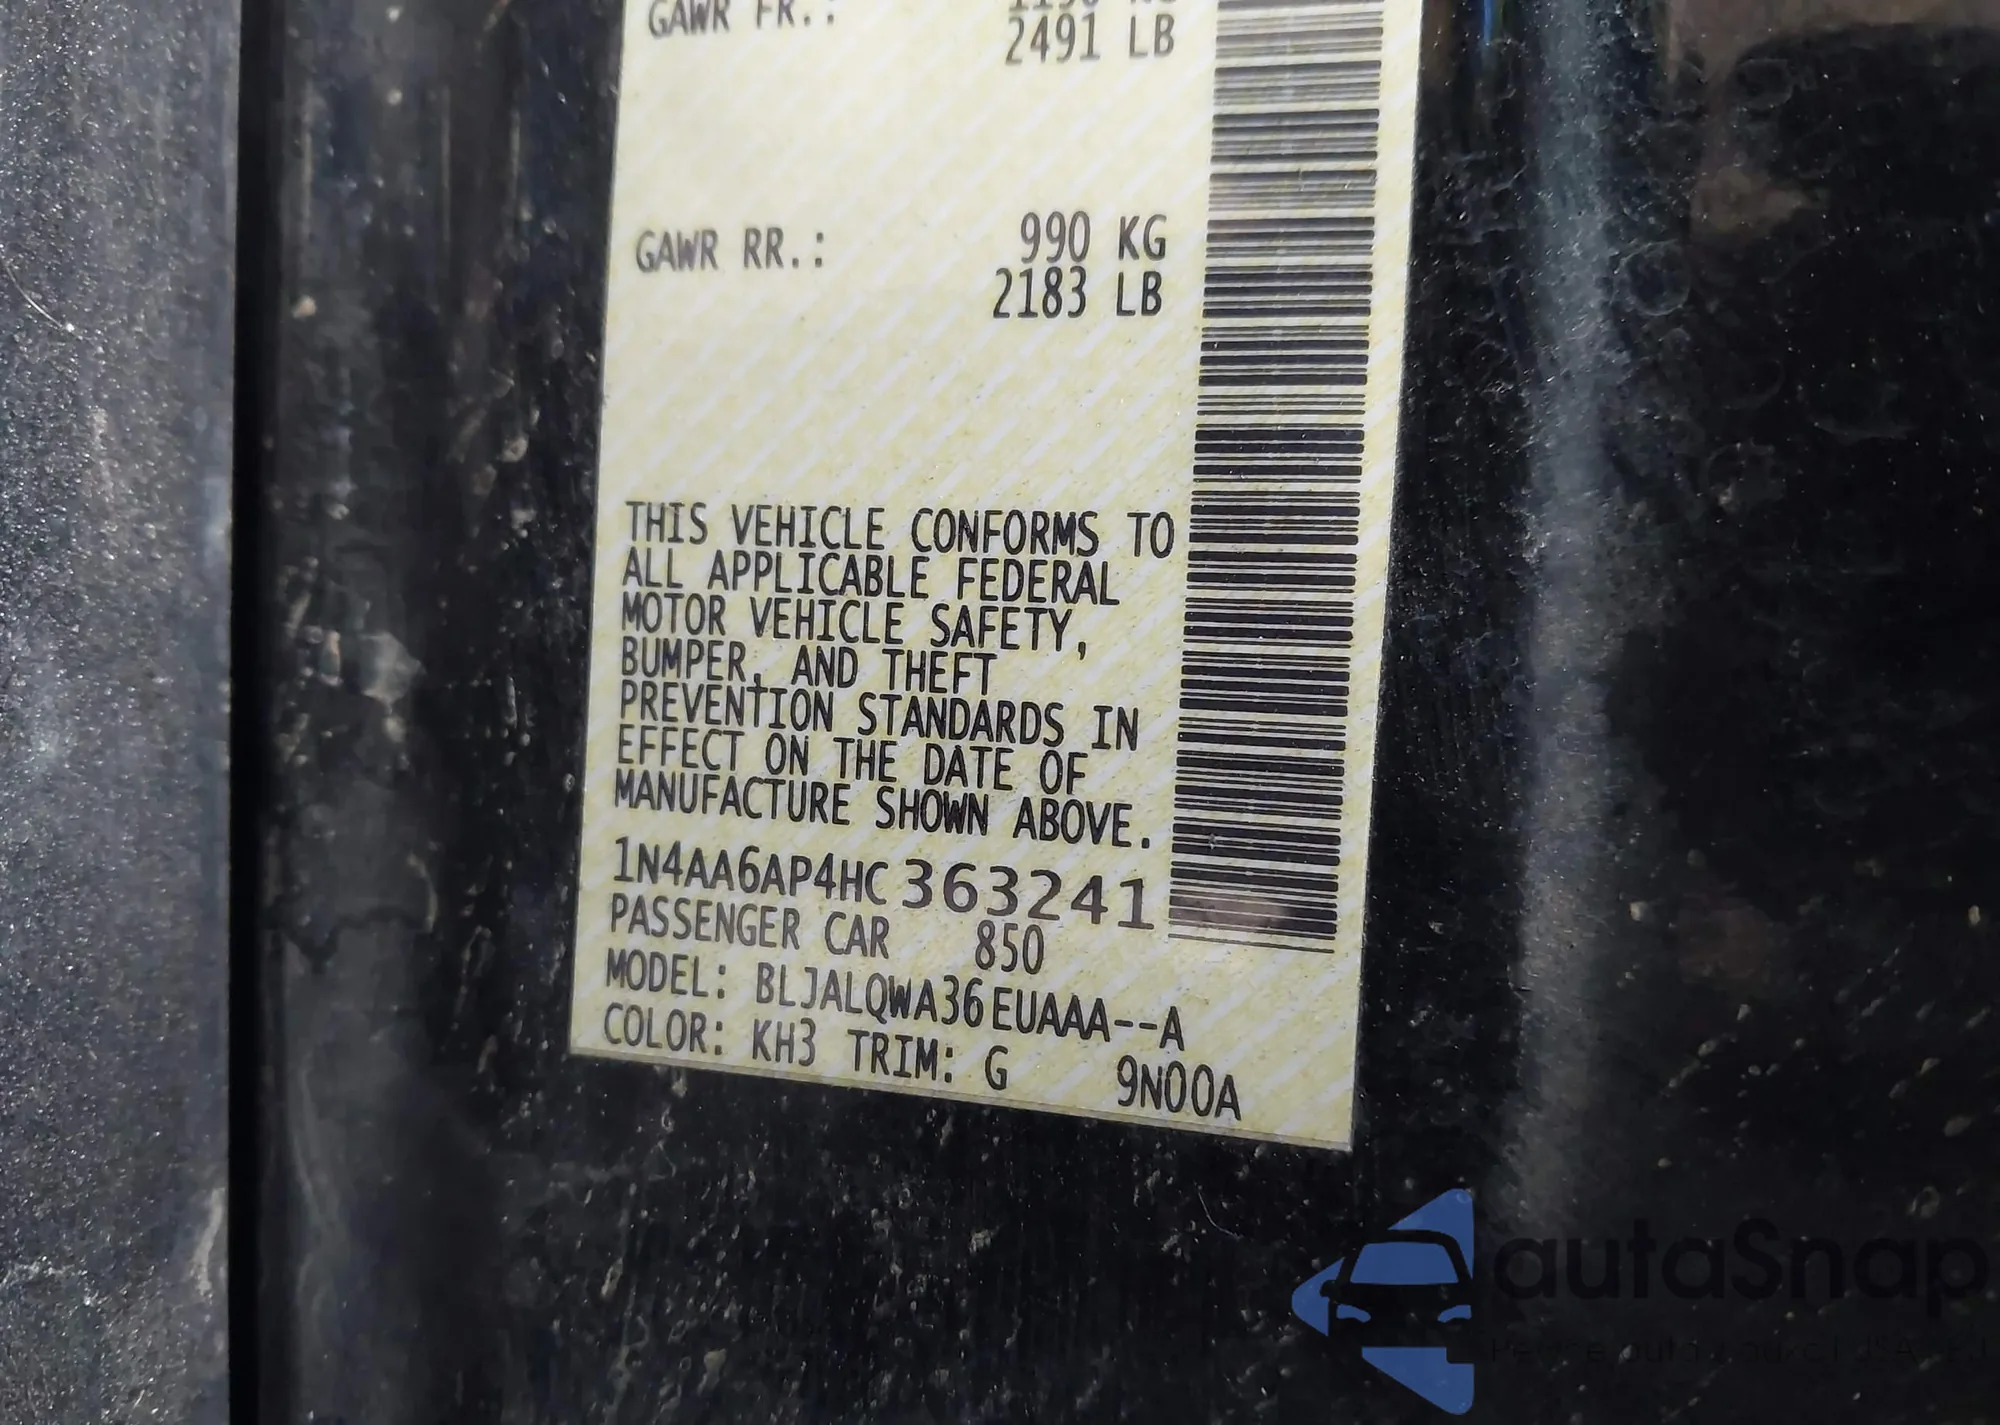 GAWR FR.:
2491 LB
GAWR RR.: 990 KG
2183 LB
THIS VEHICLE CONFORMS TO
ALL APPLICABLE FEDERAL
MOTOR VEHICLE SAFETY,
BUMPER, AND THEFT
PREVENTION STANDARDS IN
EFFECT ON THE DATE OF
MANUFACTURE SHOWN ABOVE.
1N4AA6AP4HC363241
PASSENGER CAR 850
MODEL: BLJALQWA36EUAAA--A
COLOR: KH3 TRIM: G 9N00A
autaSnap